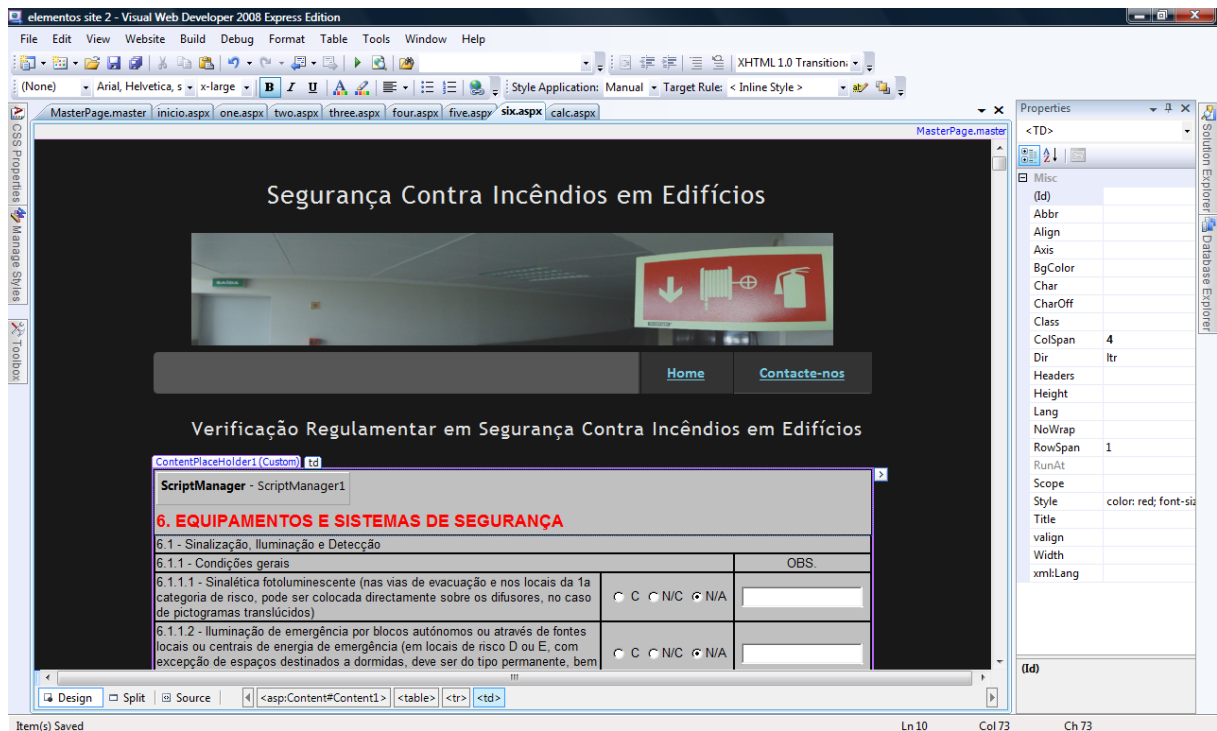 elementos site 2 - Visual Web Developer 2008 Express Edition
File Edit View Website Build Debug Format Table Tools Window Help
XHTML 1.0 Transition:
(None) Arial, Helvetica, s x-large B I U A Style Application: Manual Target Rule: < Inline Style > ab
MasterPage.master inicio.aspx one.aspx two.aspx three.aspx four.aspx five.aspx six.aspx calc.aspx
MasterPage.master
CSS Properties
Manage Styles
Toolbox
Segurança Contra Incêndios em Edifícios
Home Contacte-nos
Verificação Regulamentar em Segurança Contra Incêndios em Edifícios
ContentPlaceHolder1 (Custom) td
ScriptManager - ScriptManager1
6. EQUIPAMENTOS E SISTEMAS DE SEGURANÇA
6.1 - Sinalização, Iluminação e Detecção
6.1.1 - Condições gerais OBS.
6.1.1.1 - Sinalética fotoluminescente (nas vias de evacuação e nos locais da 1a
categoria de risco, pode ser colocada directamente sobre os difusores, no caso
de pictogramas translúcidos)
C N/C N/A
6.1.1.2 - Iluminação de emergência por blocos autónomos ou através de fontes
locais ou centrais de energia de emergência (em locais de risco D ou E, com
excepção de espaços destinados a dormidas, deve ser do tipo permanente, bem
C N/C N/A
Design Split Source <asp:Content#Content1> <table> <tr> <td>
Item(s) Saved Ln 10 Col 73 Ch 73
Properties
<TD>
Misc
(Id)
Abbr
Align
Axis
BgColor
Char
CharOff
Class
ColSpan 4
Dir ltr
Headers
Height
Lang
NoWrap
RowSpan 1
RunAt
Scope
Style color: red; font-siz
Title
valign
Width
xml:Lang
(Id)
Solution Explorer
Database Explorer